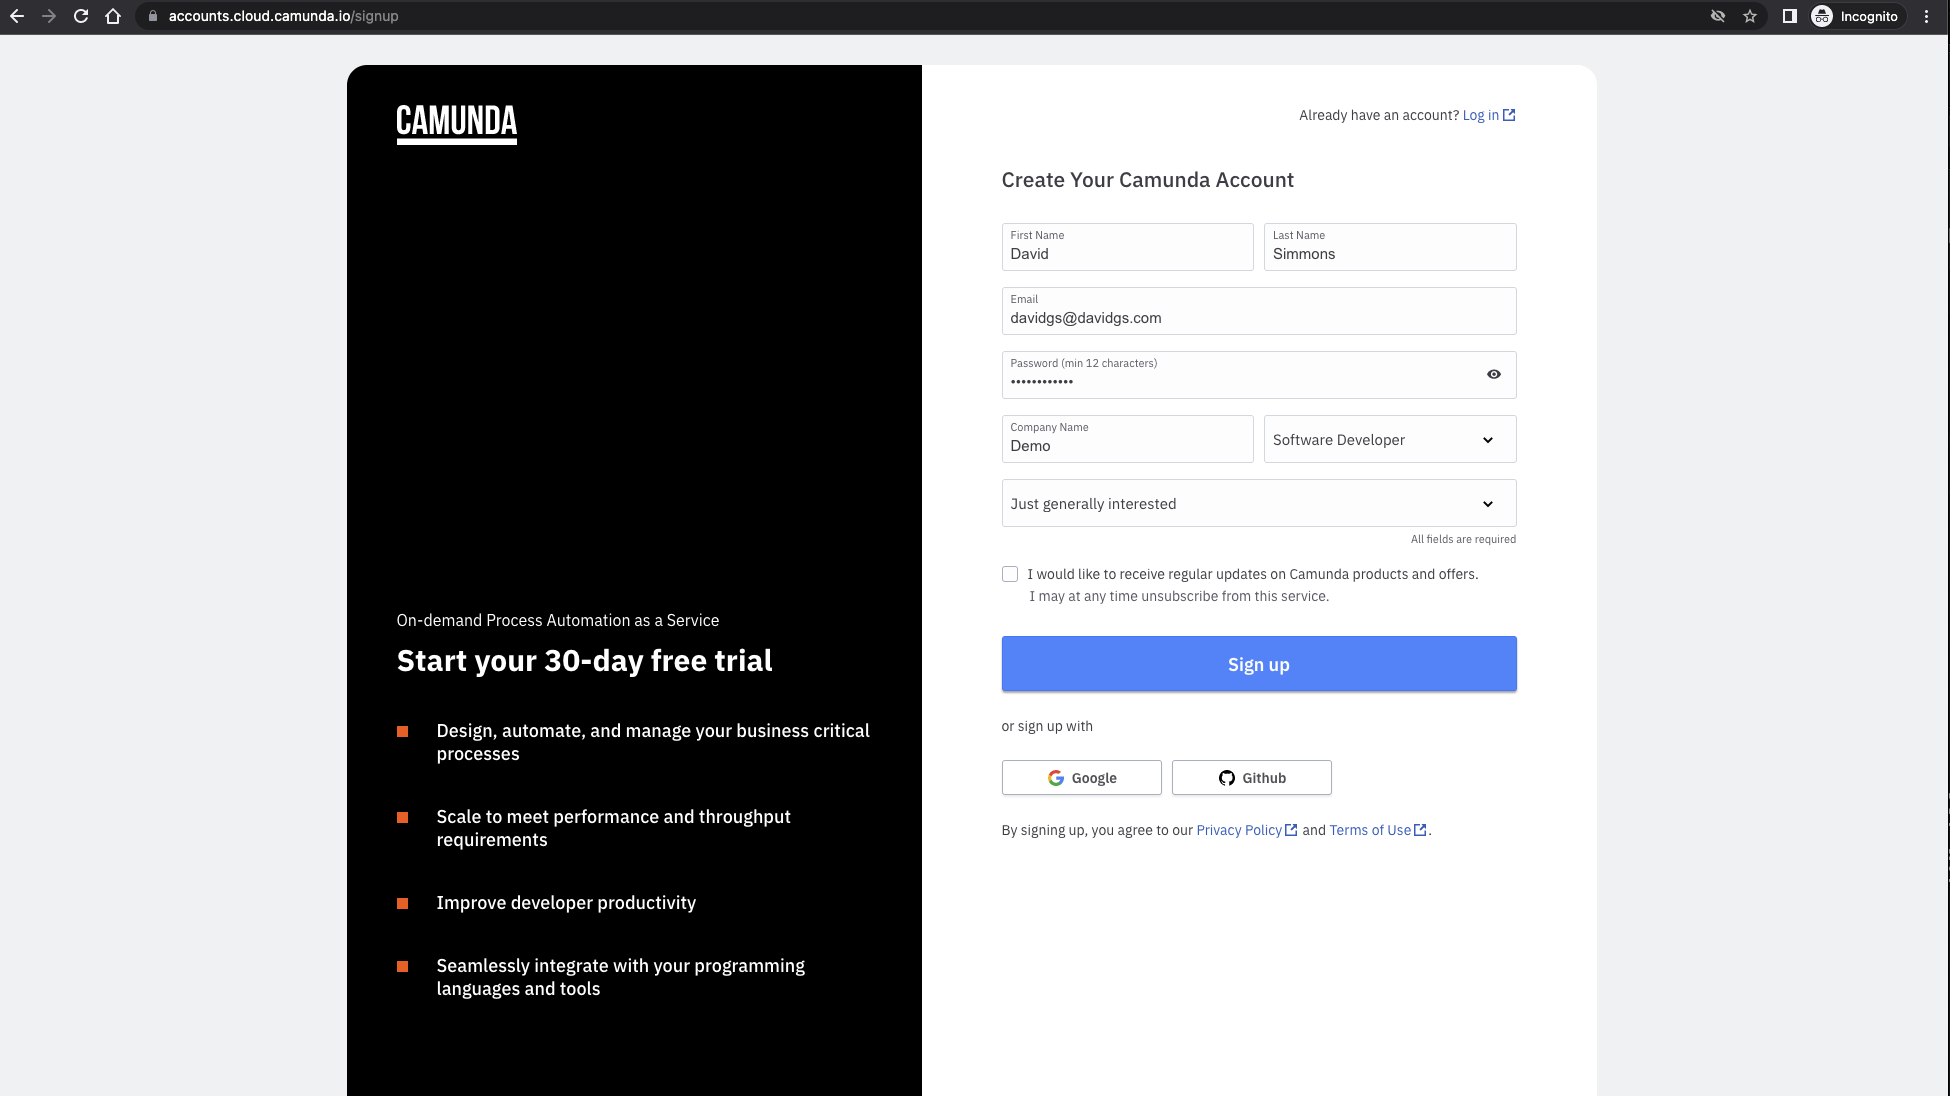 accounts.cloud.camunda.io/signup
Incognito
CAMUNDA
On-demand Process Automation as a Service
Start your 30-day free trial
Design, automate, and manage your business critical
processes
Scale to meet performance and throughput
requirements
Improve developer productivity
Seamlessly integrate with your programming
languages and tools
Already have an account? Log in
Create Your Camunda Account
First Name
David
Last Name
Simmons
Email
davidgs@davidgs.com
Password (min 12 characters)
••••••••••••
Company Name
Demo
Software Developer
Just generally interested
All fields are required
I would like to receive regular updates on Camunda products and offers.
I may at any time unsubscribe from this service.
Sign up
or sign up with
Google
Github
By signing up, you agree to our Privacy Policy and Terms of Use.